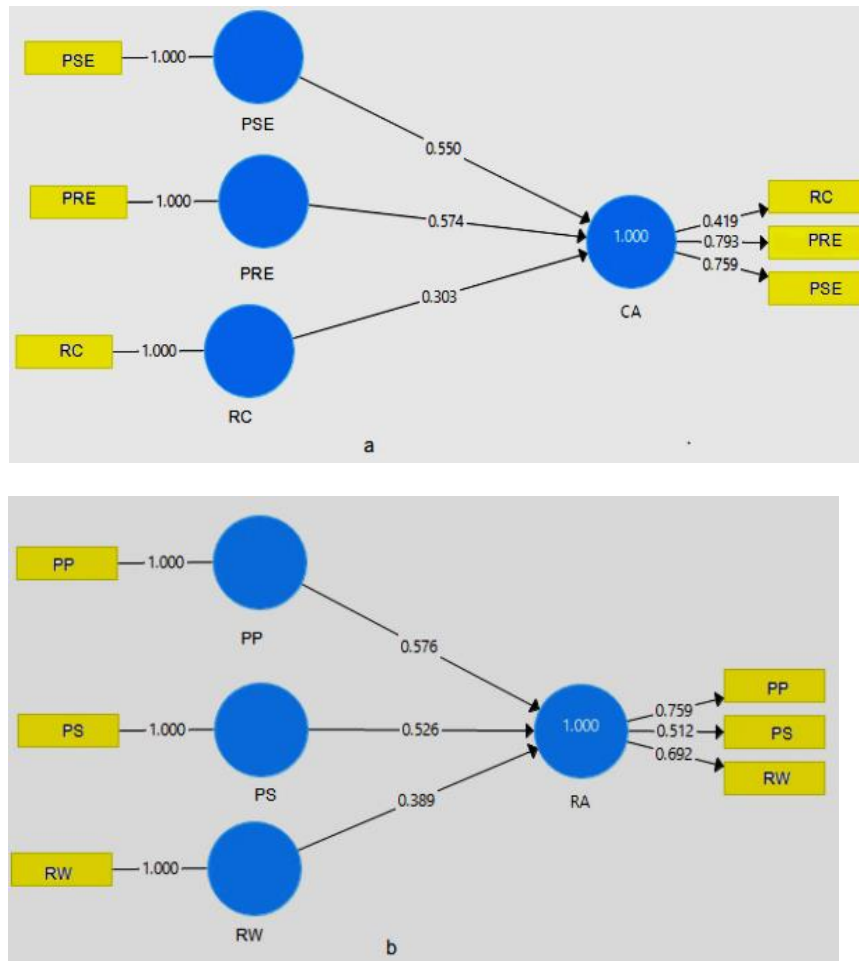 PSE
1.000
PSE
0.550
PRE
1.000
PRE
0.574
RC
1.000
RC
0.303
1.000
CA
0.419
0.793
0.759
RC
PRE
PSE
a
PP
1.000
PP
0.576
PS
1.000
PS
0.526
RW
1.000
RW
0.389
1.000
RA
0.759
0.512
0.692
PP
PS
RW
b